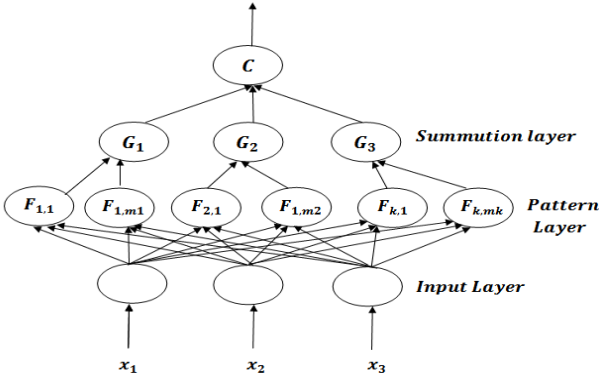 C
G₁ G₂ G₃ Summution layer
F₁,₁ F₁,ₘ₁ F₂,₁ F₁,ₘ₂ Fₖ,₁ Fₖ,ₘₖ Pattern
Layer
Input Layer
x₁ x₂ x₃